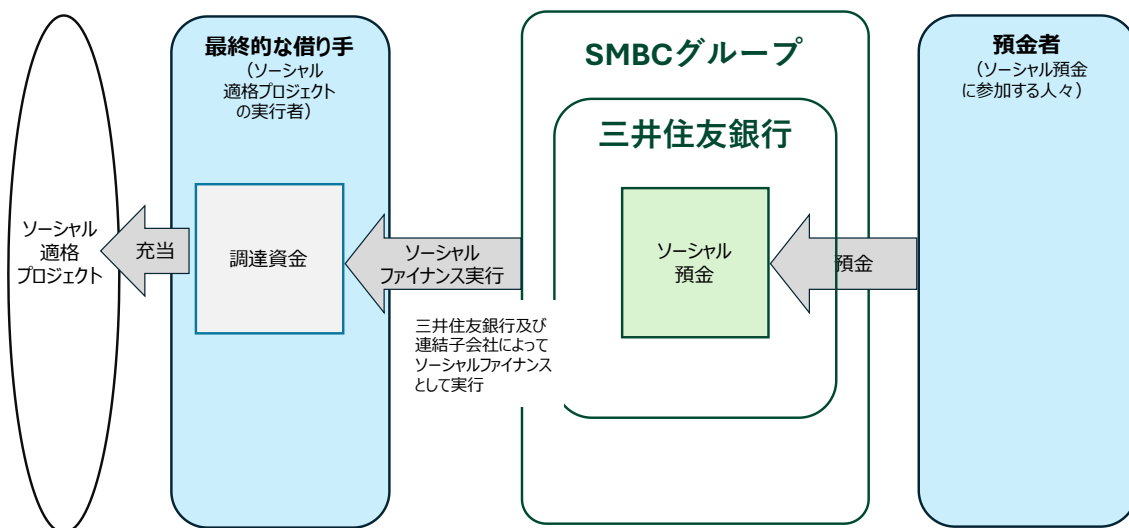 ソーシャル
適格
プロジェクト
充当
最終的な借り手
（ソーシャル
適格プロジェクト
の実行者）
調達資金
ソーシャル
ファイナンス実行
三井住友銀行及び
連結子会社によって
ソーシャルファイナンス
として実行
SMBCグループ
三井住友銀行
ソーシャル
預金
預金
預金者
（ソーシャル預金
に参加する人々）